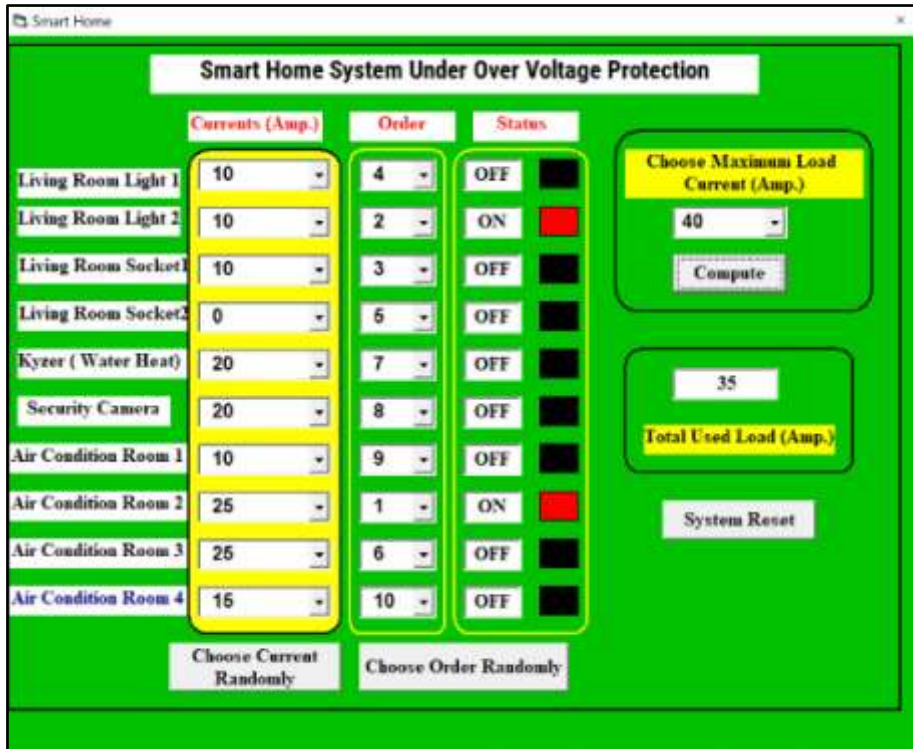 Smart Home
Smart Home System Under Over Voltage Protection
Currents (Amp.) Order Status
Living Room Light 1 10 4 OFF
Living Room Light 2 10 2 ON
Living Room Socket1 10 3 OFF
Living Room Socket2 0 5 OFF
Kyzer ( Water Heat) 20 7 OFF
Security Camera 20 8 OFF
Air Condition Room 1 10 9 OFF
Air Condition Room 2 25 1 ON
Air Condition Room 3 25 6 OFF
Air Condition Room 4 15 10 OFF
Choose Current
Randomly
Choose Order Randomly
Choose Maximum Load
Current (Amp.)
40
Compute
35
Total Used Load (Amp.)
System Reset